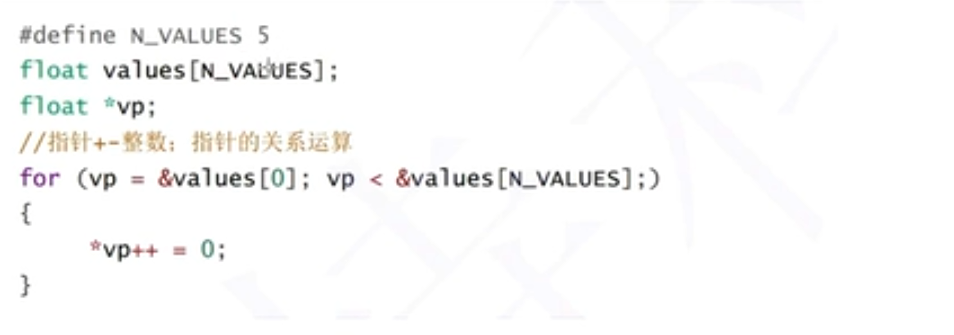 #define N_VALUES 5
float values[N_VALUES];
float *vp;
//指针+-整数；指针的关系运算
for (vp = &values[0]; vp < &values[N_VALUES];)
{
*vp++ = 0;
}